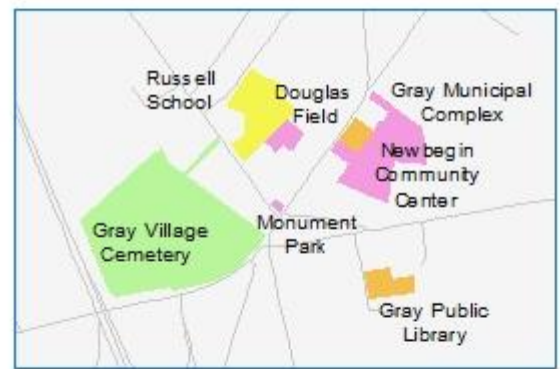 Russell
School
Douglas
Field
Gray Municipal
Complex
Newbegin
Community
Center
Monument
Park
Gray Village
Cemetery
Gray Public
Library